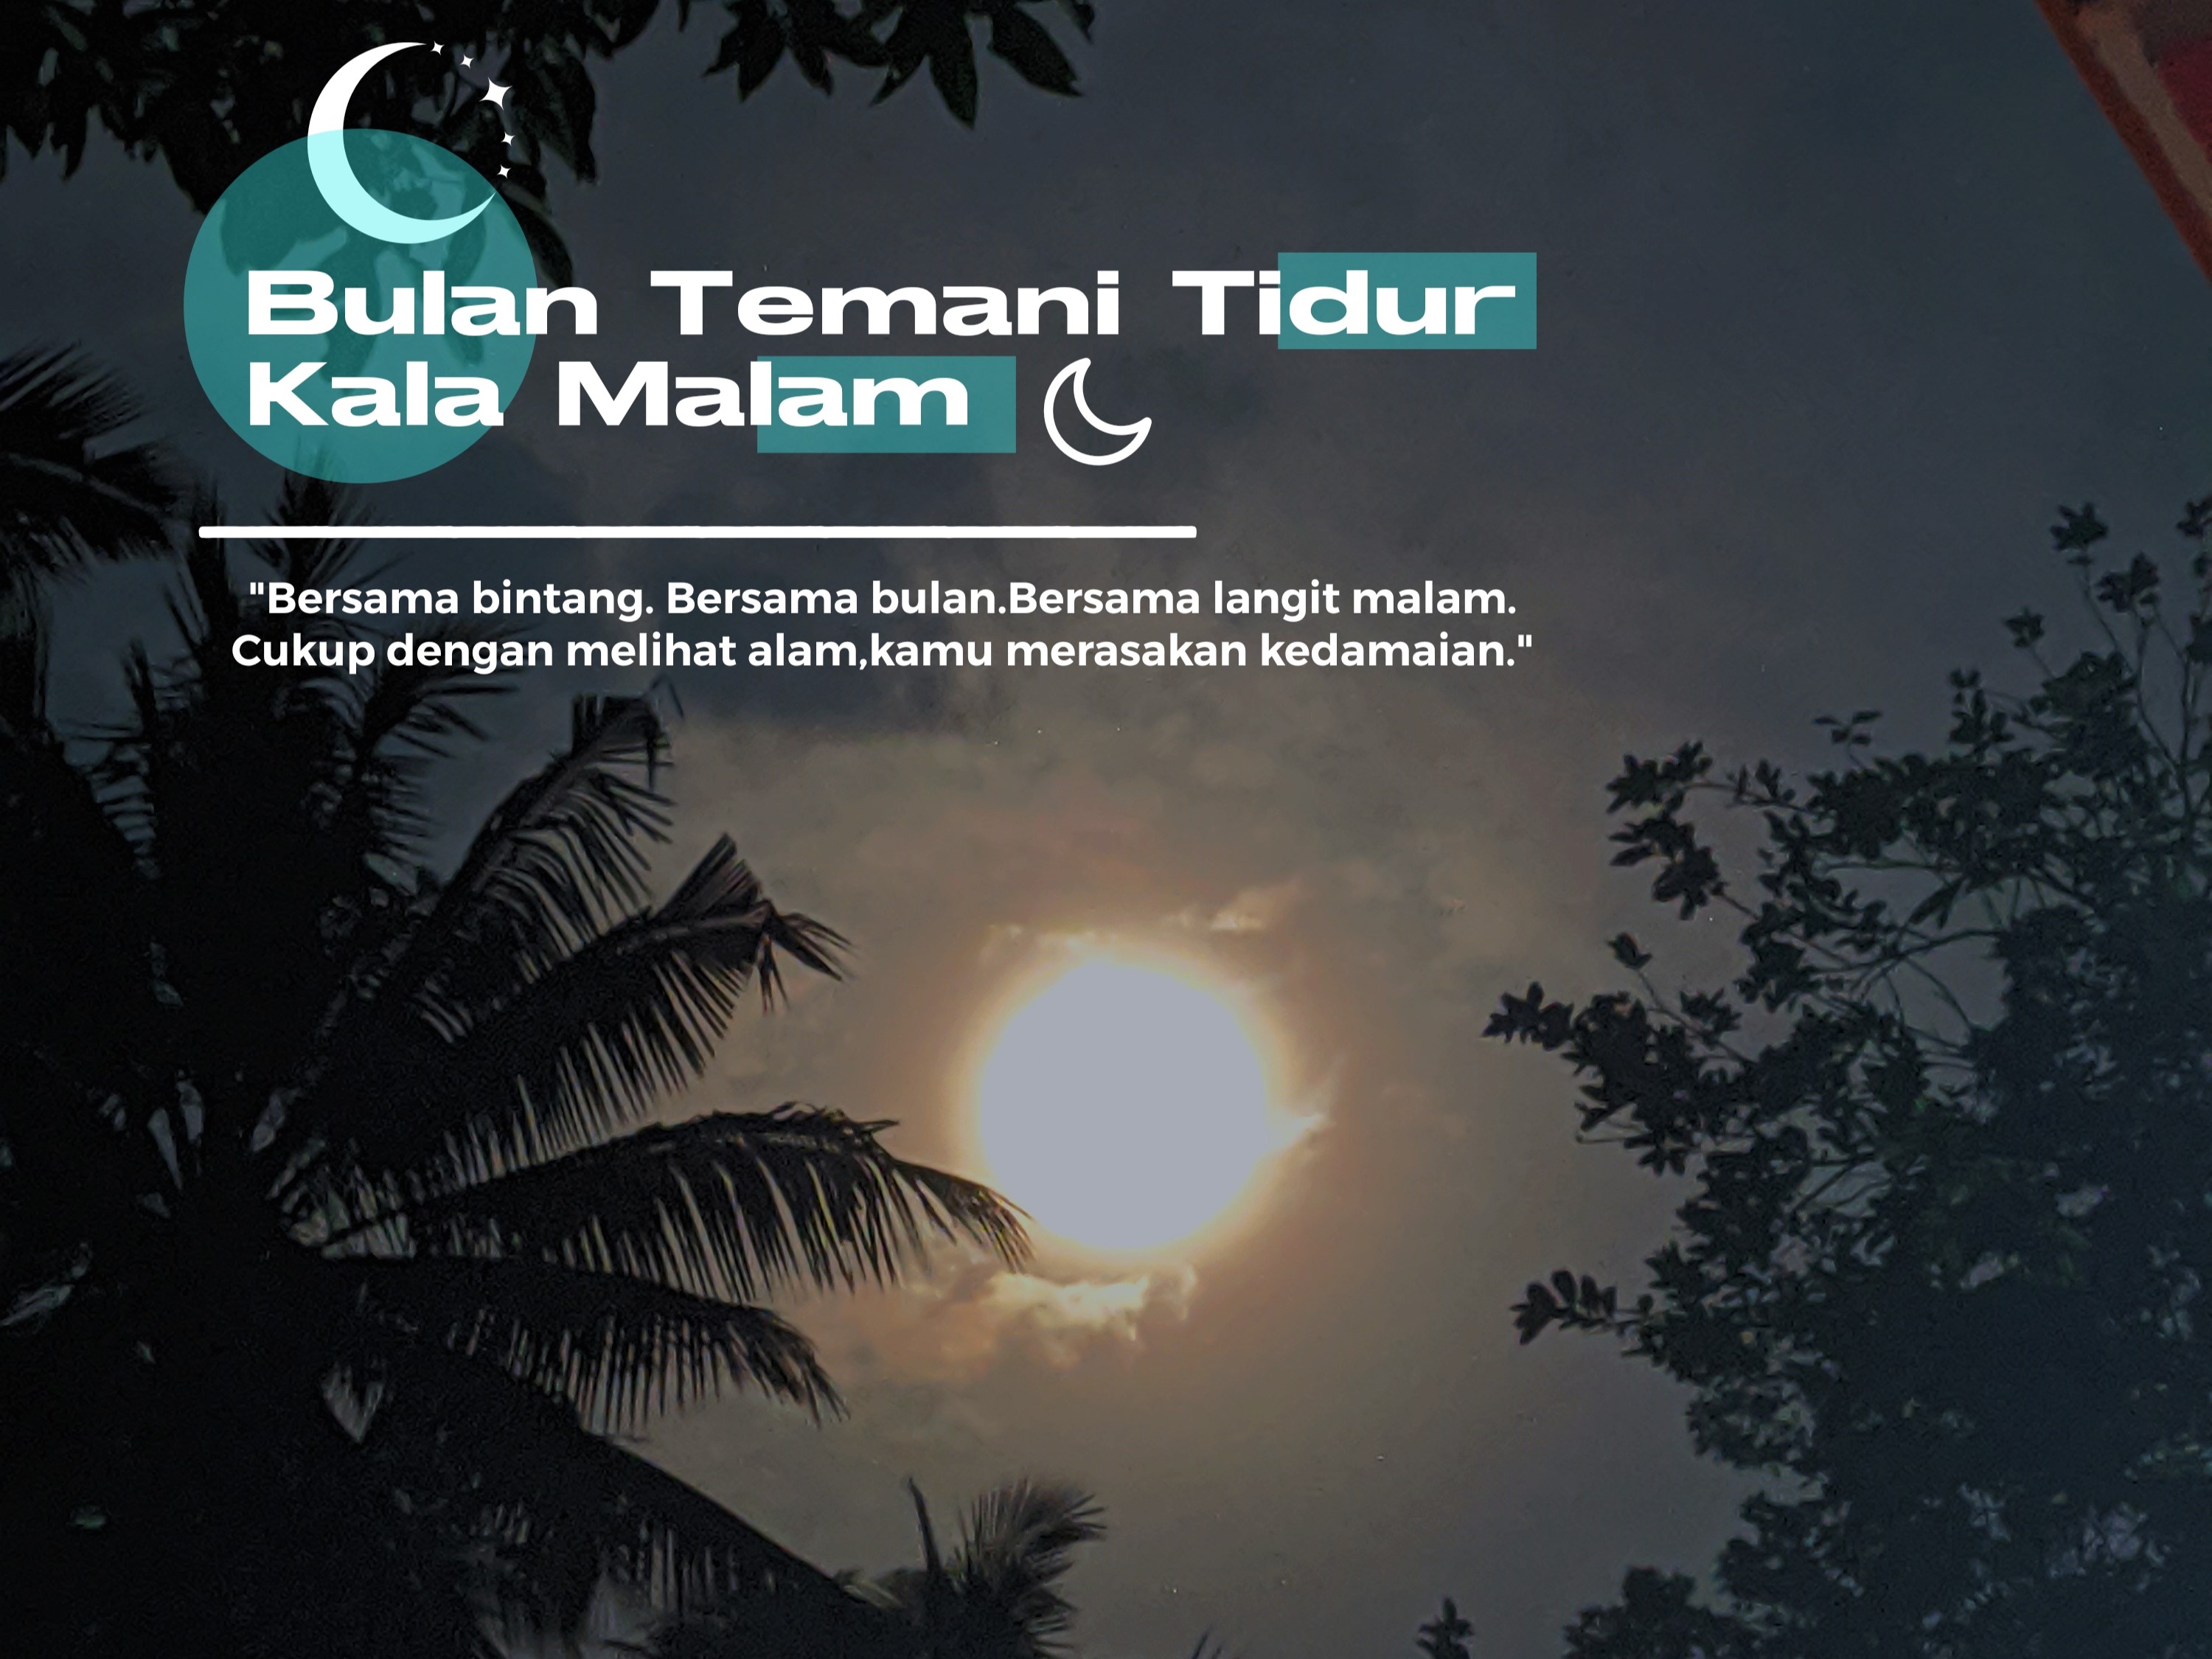 Bulan Temani Tidur
Kala Malam
"Bersama bintang. Bersama bulan.Bersama langit malam.
Cukup dengan melihat alam,kamu merasakan kedamaian."